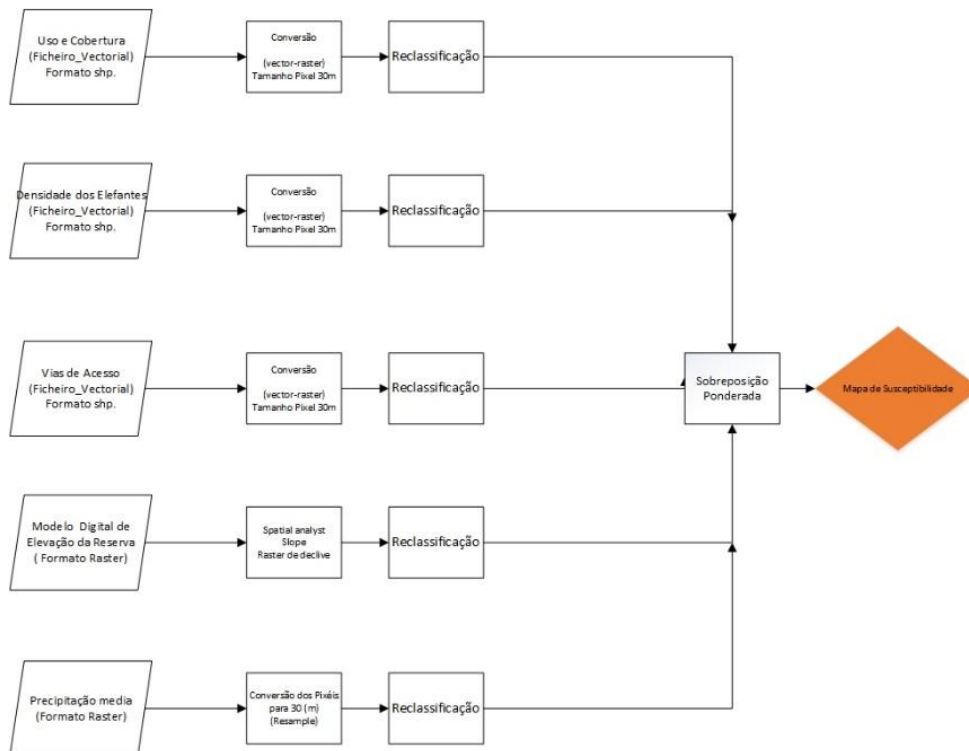 Uso e Cobertura
(Ficheiro_Vectorial)
Formato shp.
Conversão
(vector-raster)
Tamanho Pixel 30m
Reclassificação
Densidade dos Elefantes
(Ficheiro_Vectorial)
Formato shp.
Conversão
(vector-raster)
Tamanho Pixel 30m
Reclassificação
Vias de Acesso
(Ficheiro_Vectorial)
Formato shp.
Conversão
(vector-raster)
Tamanho Pixel 30m
Reclassificação
Sobreposição
Ponderada
Mapa de Susceptibilidade
Modelo Digital de
Elevação da Reserva
( Formato Raster)
Spatial analyst
Slope
Raster de declive
Reclassificação
Precipitação media
(Formato Raster)
Conversão dos Pixéis
para 30 (m)
(Resample)
Reclassificação